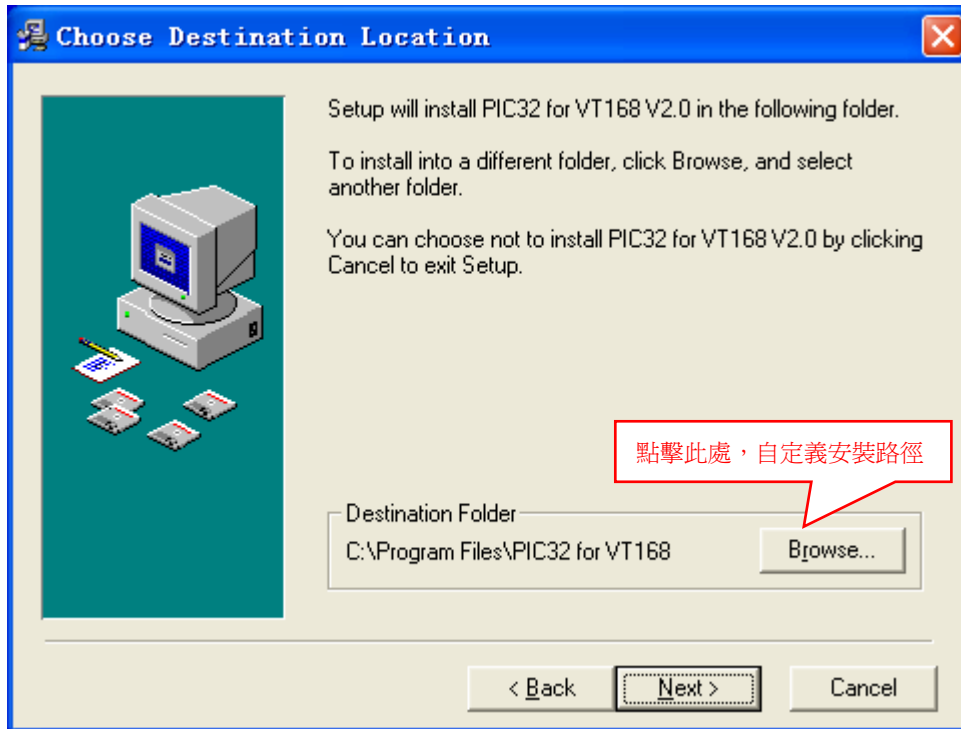 Choose Destination Location
Setup will install PIC32 for VT168 V2.0 in the following folder.
To install into a different folder, click Browse, and select
another folder.
You can choose not to install PIC32 for VT168 V2.0 by clicking
Cancel to exit Setup.
點擊此處，自定義安裝路徑
Destination Folder
C:\Program Files\PIC32 for VT168
Browse...
< Back
Next >
Cancel